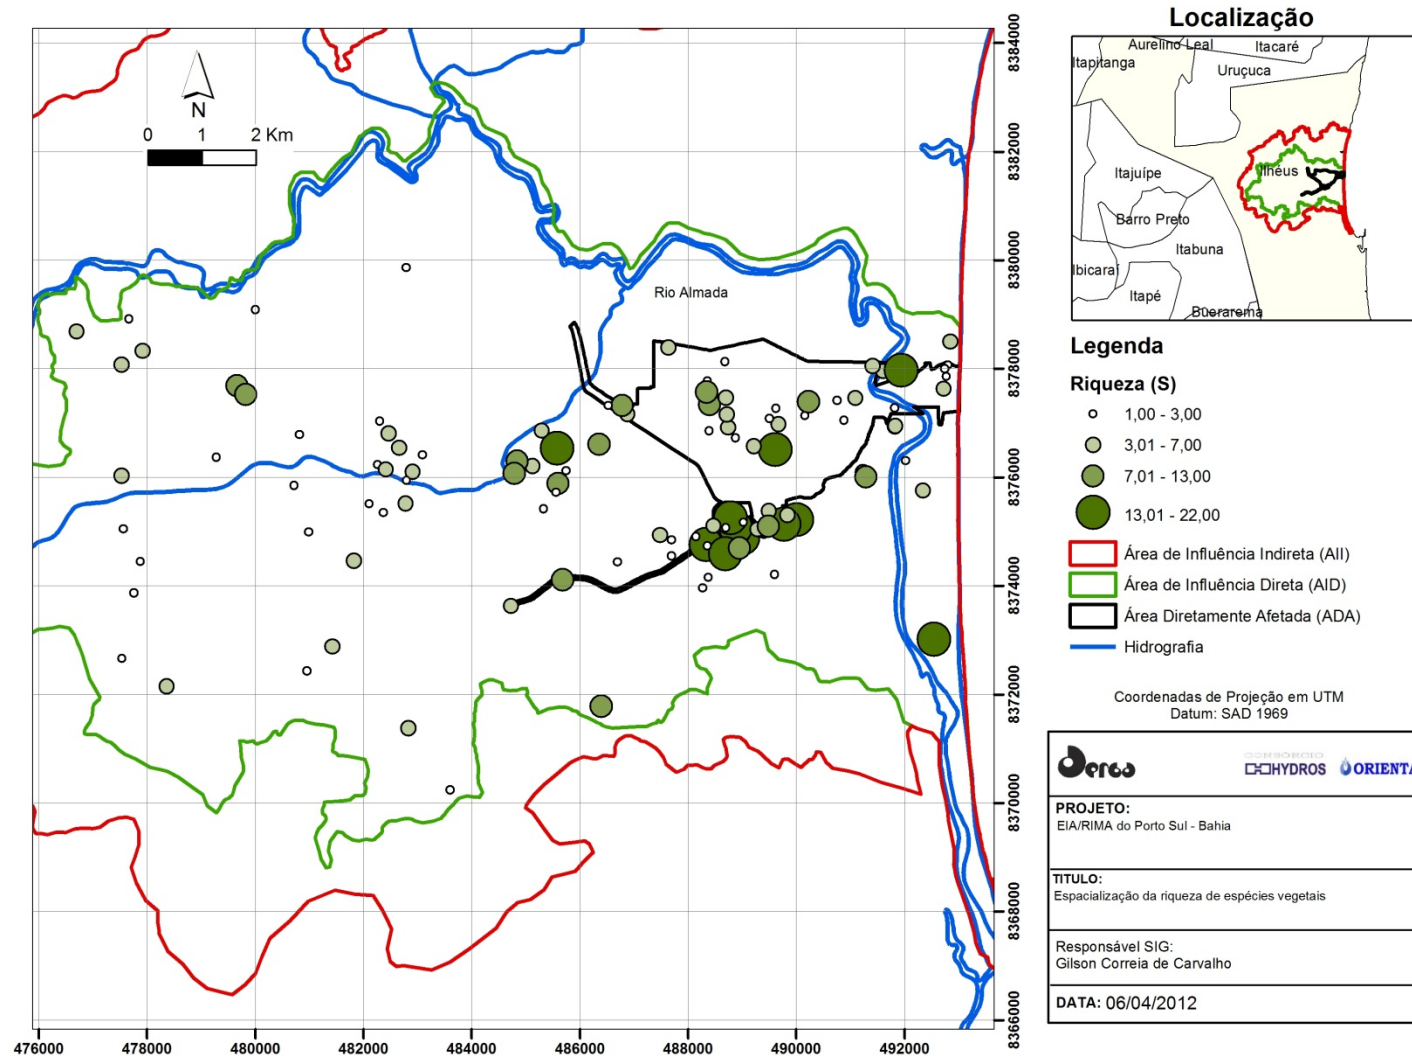 N
0 1 2 Km
Rio Almada
8384000
8382000
8380000
8378000
8376000
8374000
8372000
8370000
8368000
8366000
476000 478000 480000 482000 484000 486000 488000 490000 492000
Localização
Aurelino Leal
Itacaré
Itapitanga
Uruçuca
Itajuípe
Ilhéus
Barro Preto
Itabuna
Ibicaraí
Itapé
Buerarema
Legenda
Riqueza (S)
1,00 - 3,00
3,01 - 7,00
7,01 - 13,00
13,01 - 22,00
Área de Influência Indireta (AII)
Área de Influência Direta (AID)
Área Diretamente Afetada (ADA)
Hidrografia
Coordenadas de Projeção em UTM
Datum: SAD 1969
Derba
CONSÓRCIO
HYDROS ORIENTA
PROJETO:
EIA/RIMA do Porto Sul - Bahia
TITULO:
Espacialização da riqueza de espécies vegetais
Responsável SIG:
Gilson Correia de Carvalho
DATA: 06/04/2012